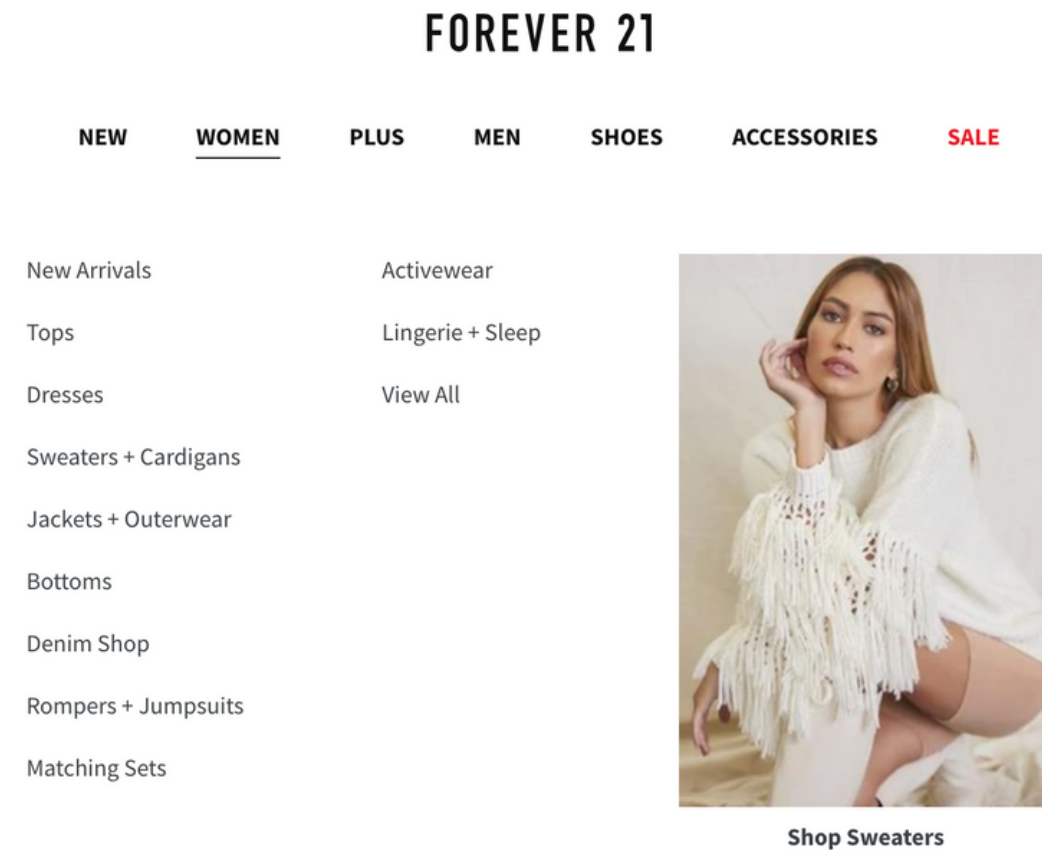 FOREVER 21
NEW WOMEN PLUS MEN SHOES ACCESSORIES SALE
New Arrivals
Tops
Dresses
Sweaters + Cardigans
Jackets + Outerwear
Bottoms
Denim Shop
Rompers + Jumpsuits
Matching Sets
Activewear
Lingerie + Sleep
View All
Shop Sweaters